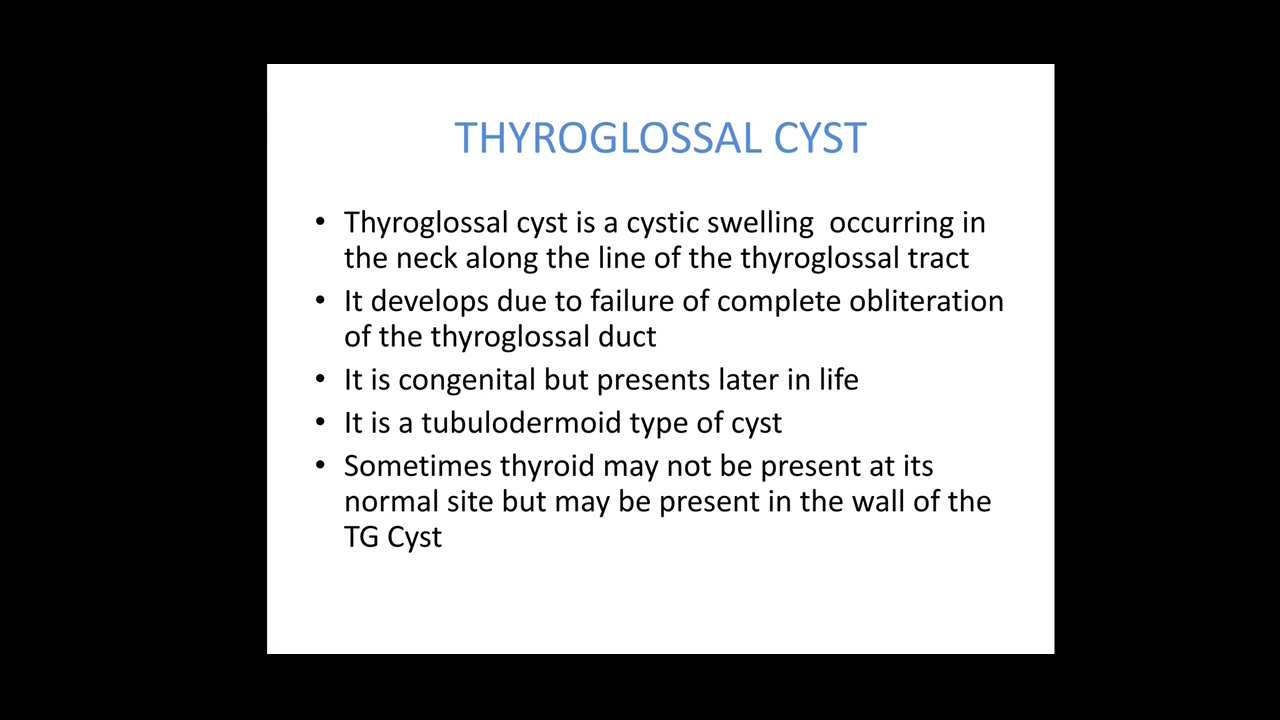 THYROGLOSSAL CYST
• Thyroglossal cyst is a cystic swelling  occurring in
the neck along the line of the thyroglossal tract
• It develops due to failure of complete obliteration
of the thyroglossal duct
• It is congenital but presents later in life
• It is a tubulodermoid type of cyst
• Sometimes thyroid may not be present at its
normal site but may be present in the wall of the
TG Cyst